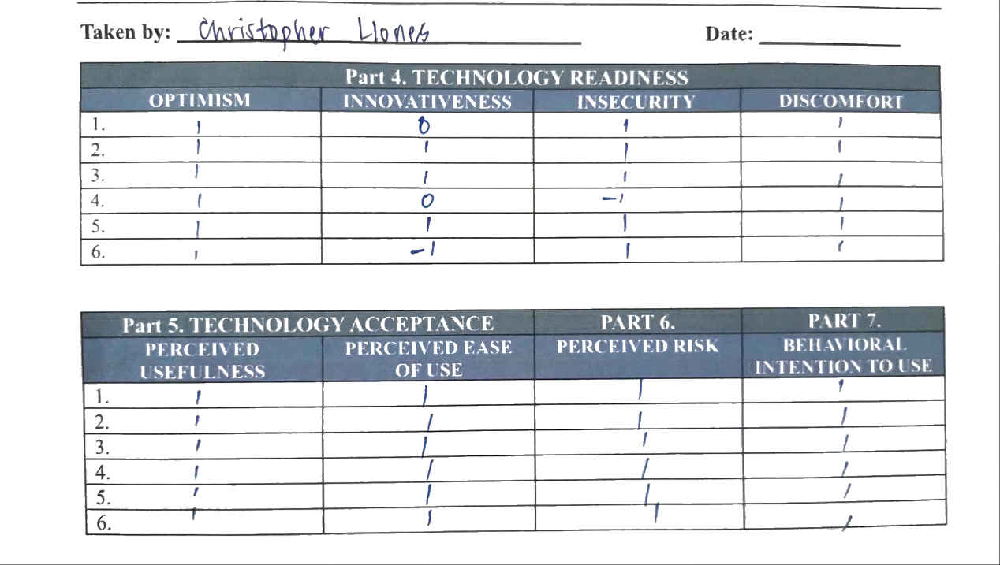 Taken by: Christopher Llones Date:
Part 4. TECHNOLOGY READINESS
OPTIMISM INNOVATIVENESS INSECURITY DISCOMFORT
1. 1 0 1 1
2. 1 1 1 1
3. 1 1 1 1
4. 1 0 -1 1
5. 1 1 1 1
6. 1 -1 1 1
Part 5. TECHNOLOGY ACCEPTANCE PART 6. PART 7.
PERCEIVED USEFULNESS PERCEIVED EASE OF USE PERCEIVED RISK BEHAVIORAL INTENTION TO USE
1. 1 1 1 1
2. 1 1 1 1
3. 1 1 1 1
4. 1 1 1 1
5. 1 1 1 1
6. 1 1 1 1